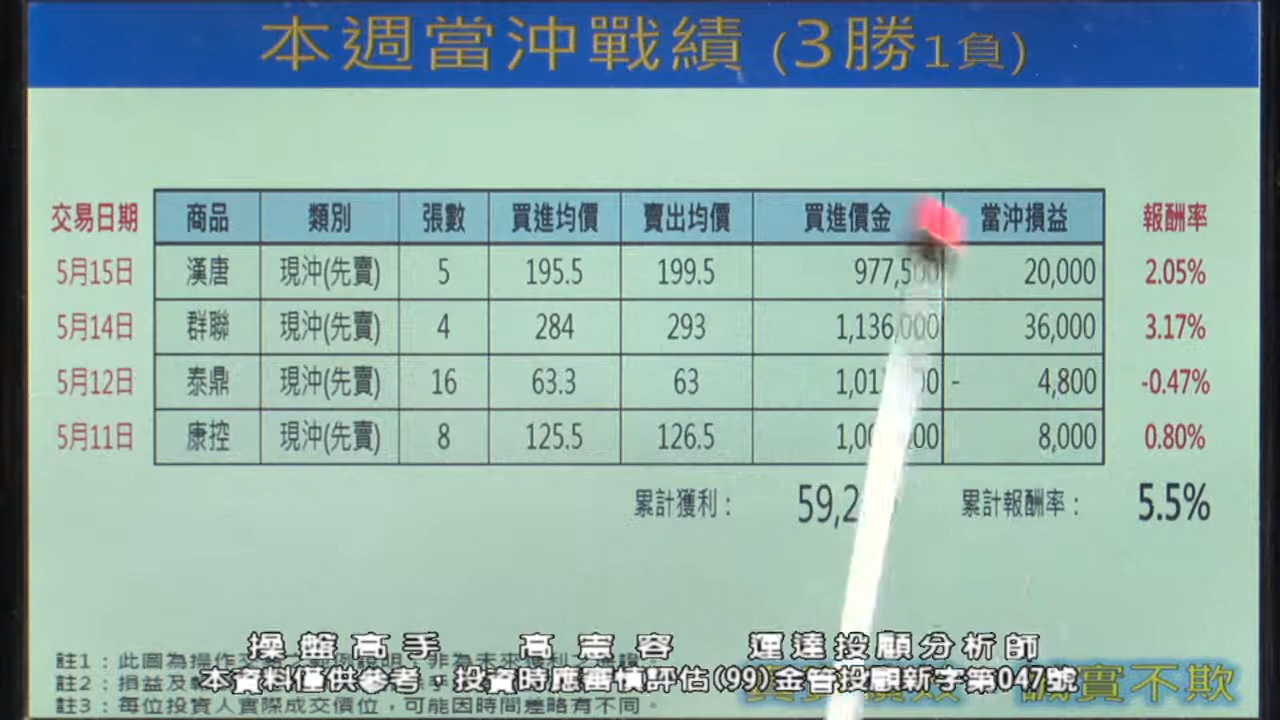 本週當沖戰績 (3勝1負)
交易日期 商品 類別 張數 買進均價 賣出均價 買進價金 當沖損益 報酬率
5月15日 漢唐 現沖(先賣) 5 195.5 199.5 977,500 20,000 2.05%
5月14日 群聯 現沖(先賣) 4 284 293 1,136,000 36,000 3.17%
5月12日 泰鼎 現沖(先賣) 16 63.3 63 - 4,800 -0.47%
5月11日 康控 現沖(先賣) 8 125.5 126.5 8,000 0.80%
累計獲利： 59,2 累計報酬率： 5.5%
操盤高手 高憲容 運達投顧分析師
註1：此圖為操作
本資料僅供參考，投資時應審慎評估(99)金管投顧新字第047號
註2：損益及
誠實不欺
註3：每位投資人實際成交價位，可能因時間差略有不同。